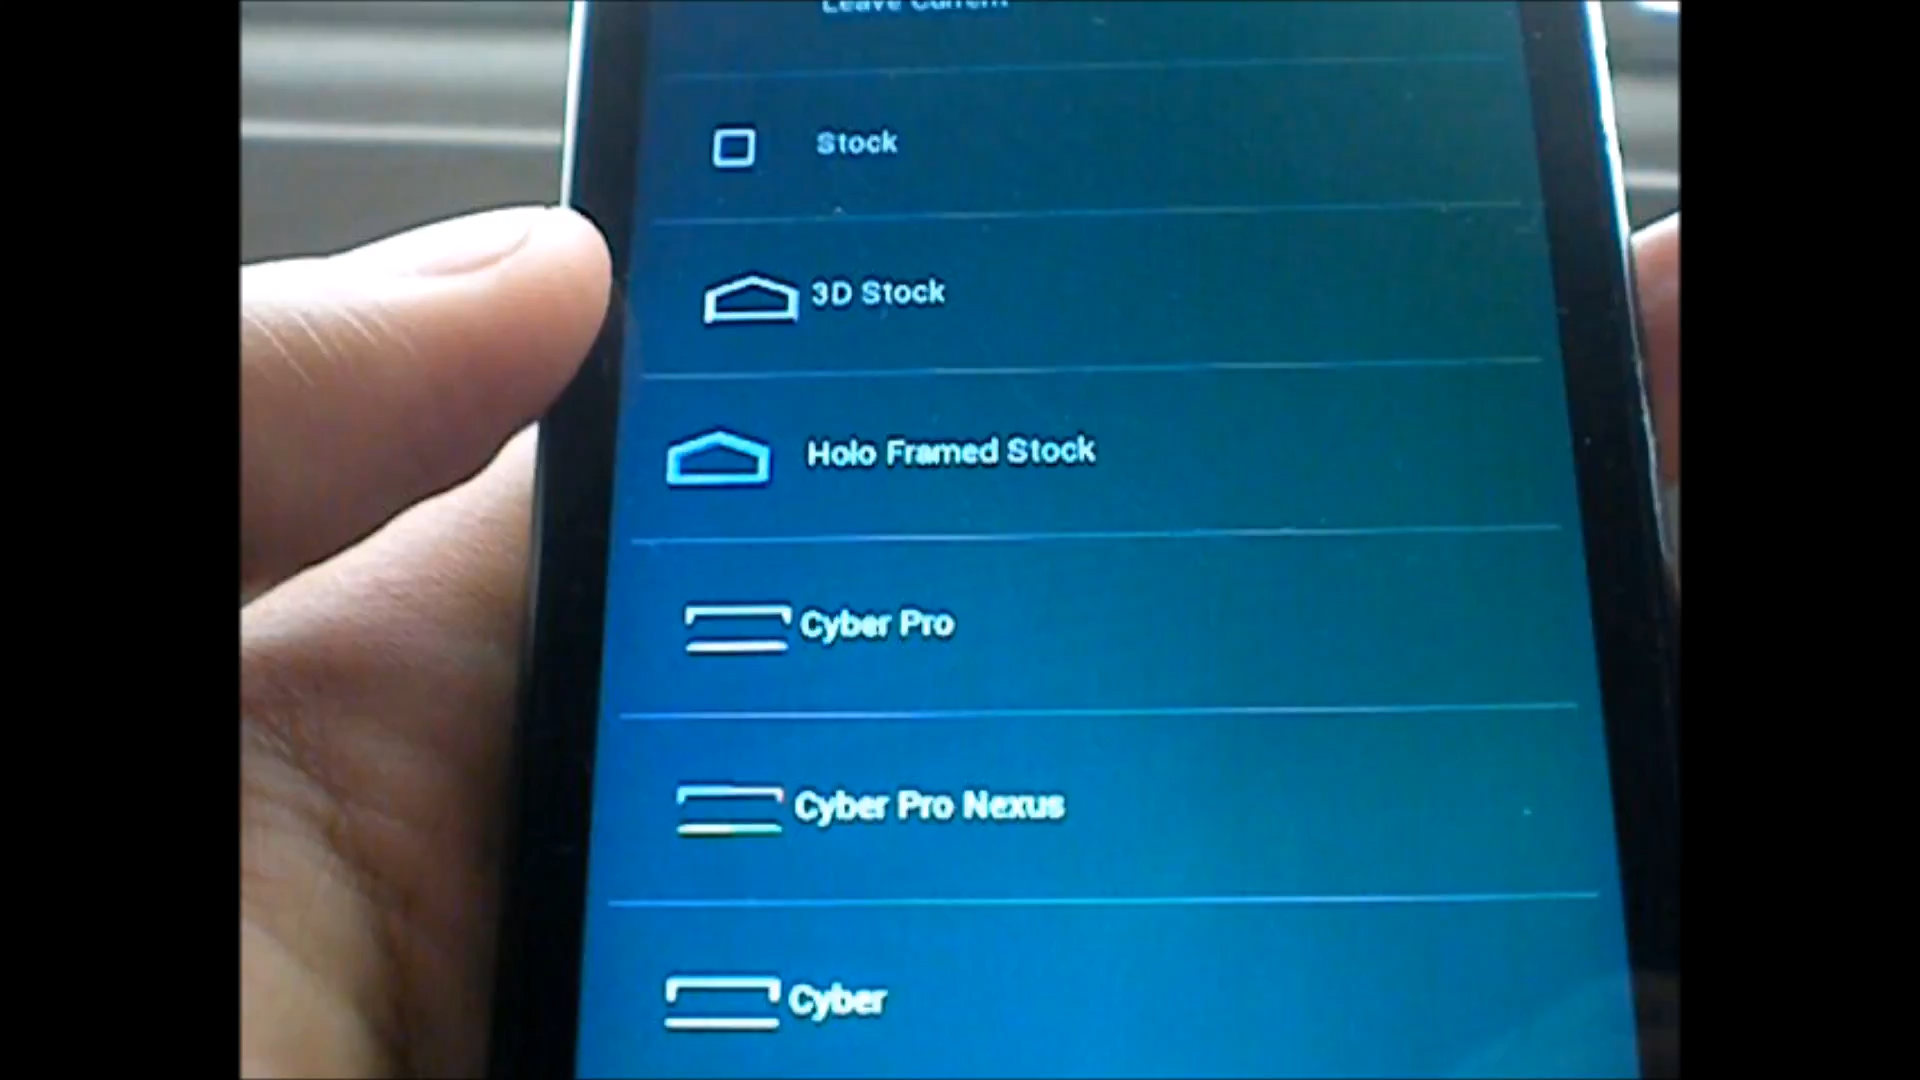 Leave Current
Stock
3D Stock
Holo Framed Stock
Cyber Pro
Cyber Pro Nexus
Cyber